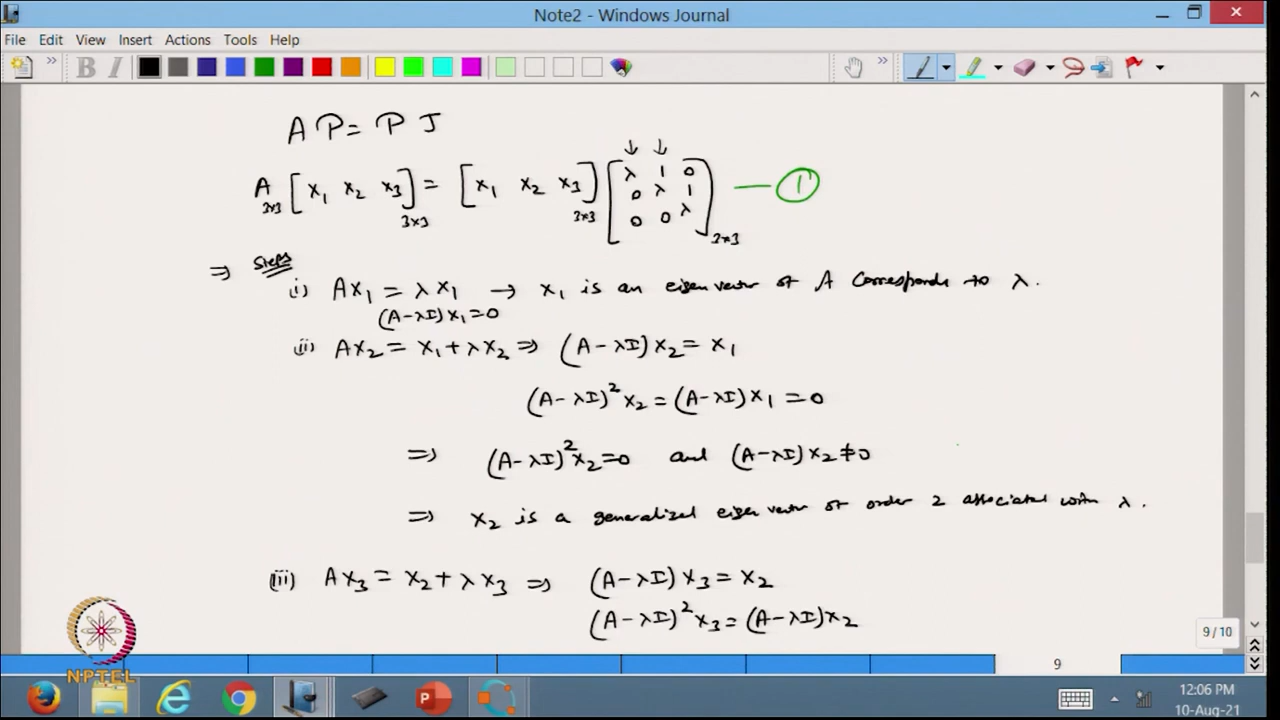 Note2 - Windows Journal
File Edit View Insert Actions Tools Help
A P = P J
A 3×3 [x₁ x₂ x₃] 3×3 = [x₁ x₂ x₃] 3×3 [λ 1 0
0 λ 1
0 0 λ] 3×3 — ①
⇒ Steps
(i) Ax₁ = λx₁ → x₁ is an eigen vector of A corresponds to λ.
(A-λI)x₁=0
(ii) Ax₂ = x₁+λx₂ ⇒ (A-λI)x₂ = x₁
(A-λI)²x₂ = (A-λI)x₁ = 0
⇒ (A-λI)²x₂=0 and (A-λI)x₂≠0
⇒ x₂ is a generalized eigen vector of order 2 associated with λ.
(iii) Ax₃ = x₂+λx₃ ⇒ (A-λI)x₃ = x₂
(A-λI)²x₃ = (A-λI)x₂
9/10
NPTEL
9
12:06 PM
10-Aug-21